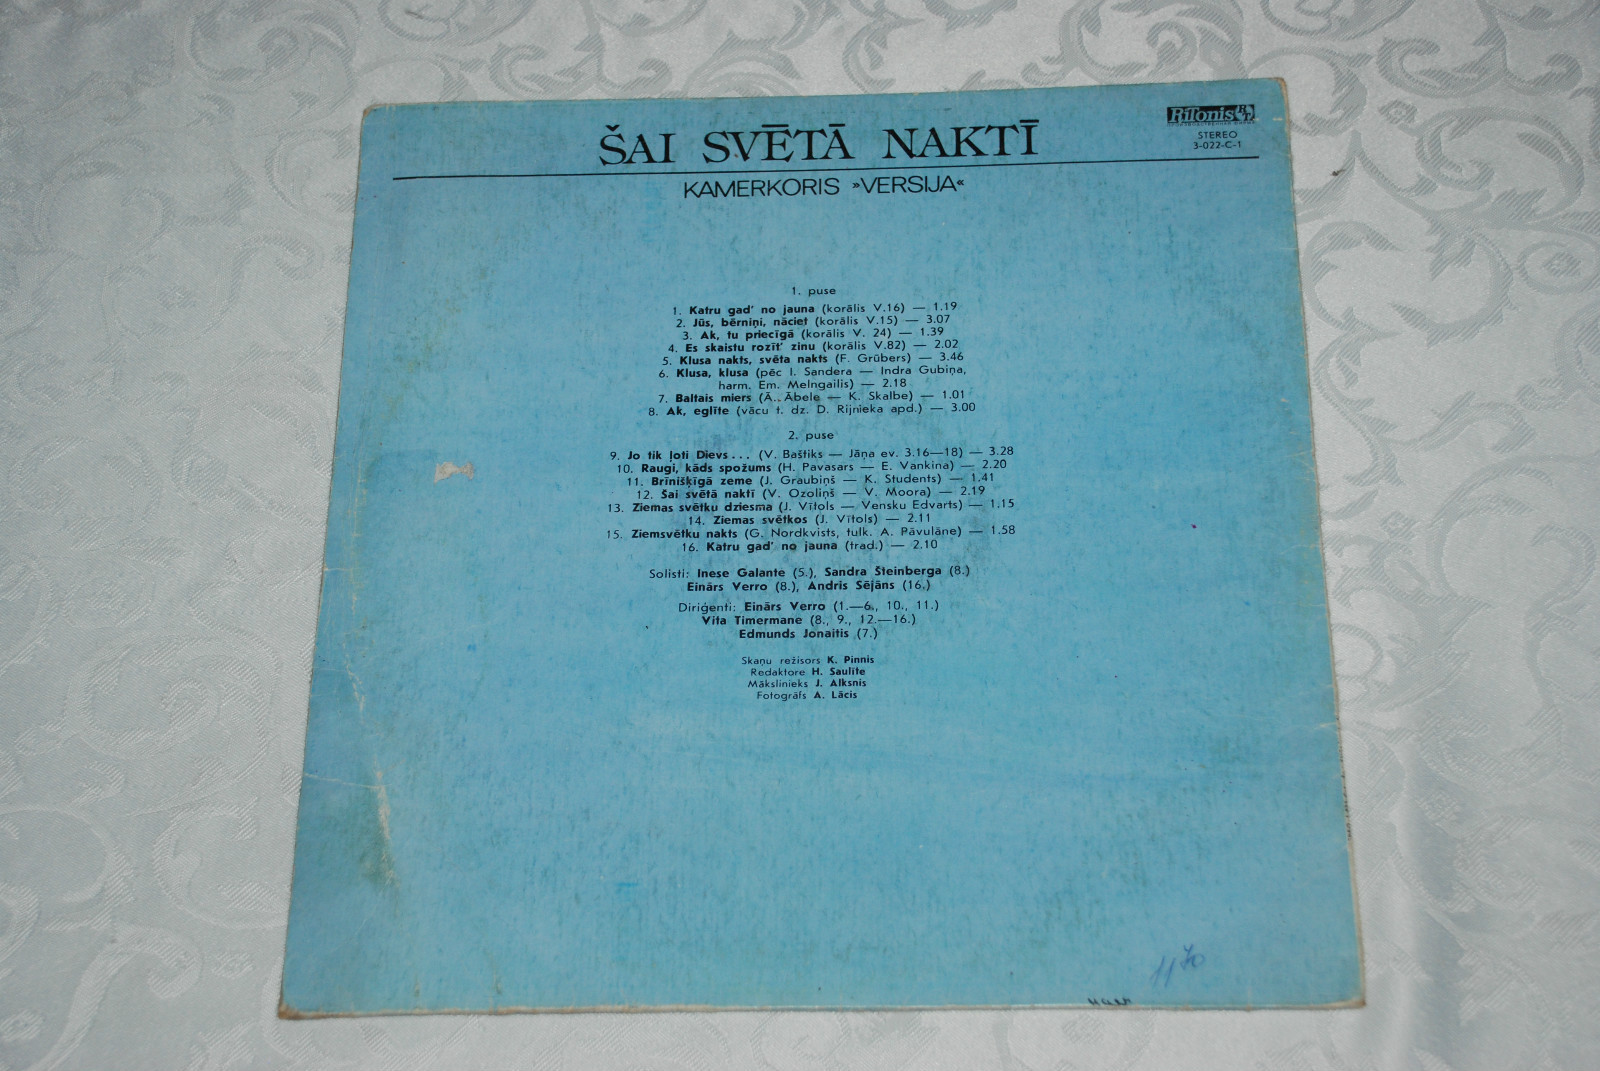 ŠAI SVĒTĀ NAKTĪ
KAMERKORIS »VERSIJA«
RiTonis
STEREO
3-022-C-1
1. puse
1. Katru gad' no jauna (korālis V.16) — 1.19
2. Jūs, bērniņi, nāciet (korālis V.15) — 3.07
3. Ak, tu priecīgā (korālis V. 24) — 1.39
4. Es skaistu rozīt' zinu (korālis V.82) — 2.02
5. Klusa nakts, svēta nakts (F. Grūbers) — 3.46
6. Klusa, klusa (pēc I. Sandera — Indra Gubiņa,
harm. Em. Melngailis) — 2.18
7. Baltais miers (Ā. Ābele — K. Skalbe) — 1.01
8. Ak, eglīte (vācu t. dz. D. Rijnieka apd.) — 3.00
2. puse
9. Jo tik ļoti Dievs... (V. Baštiks — Jāņa ev. 3.16—18) — 3.28
10. Raugi, kāds spožums (H. Pavasars — E. Vankina) — 2.20
11. Brīnišķīgā zeme (J. Graubiņš — K. Students) — 1.41
12. Šai svētā naktī (V. Ozoliņš — V. Moora) — 2.19
13. Ziemas svētku dziesma (J. Vītols — Vensku Edvarts) — 1.15
14. Ziemas svētkos (J. Vītols) — 2.11
15. Ziemsvētku nakts (G. Nordkvists, tulk. A. Pāvulāne) — 1.58
16. Katru gad' no jauna (trad.) — 2.10
Solisti: Inese Galante (5.), Sandra Šteinberga (8.)
Einārs Verro (8.), Andris Sējāns (16.)
Diriģenti: Einārs Verro (1.—6., 10., 11.)
Vita Timermane (8., 9., 12.—16.)
Edmunds Jonaitis (7.)
Skaņu režisors K. Pinnis
Redaktore H. Saulīte
Mākslinieks J. Alksnis
Fotogrāfs A. Lācis
11 70